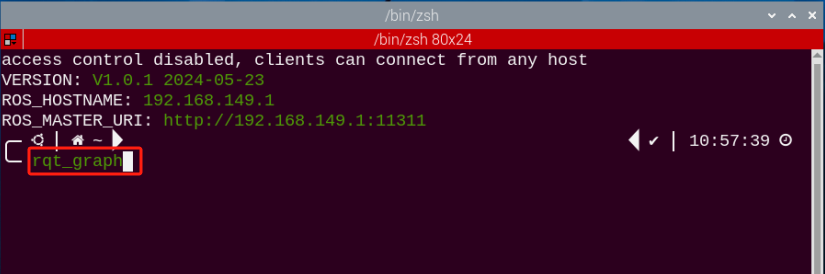 /bin/zsh
/bin/zsh 80x24
access control disabled, clients can connect from any host
VERSION: V1.0.1 2024-05-23
ROS_HOSTNAME: 192.168.149.1
ROS_MASTER_URI: http://192.168.149.1:11311
~ ✔ 10:57:39
rqt_graph